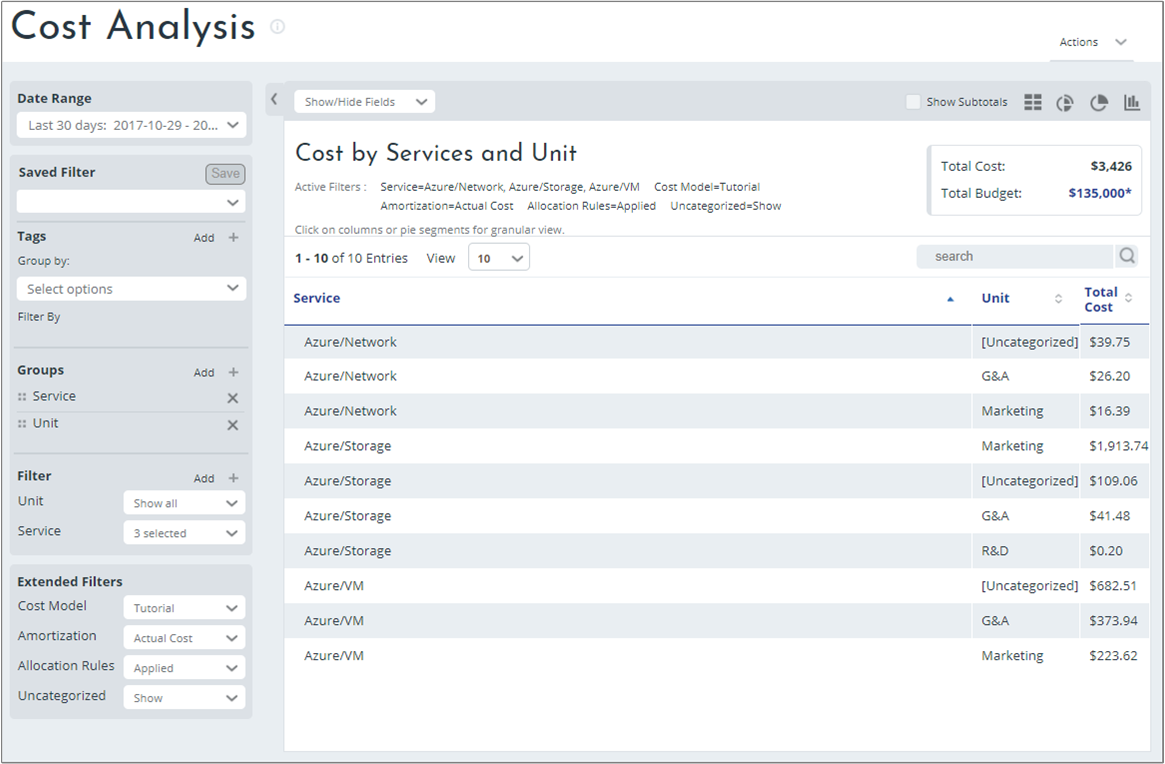 Cost Analysis
Actions
Date Range
Last 30 days: 2017-10-29 - 20...
Saved Filter
Save
Tags
Add
Group by:
Select options
Filter By
Groups
Add
Service
Unit
Filter
Add
Unit
Show all
Service
3 selected
Extended Filters
Cost Model
Tutorial
Amortization
Actual Cost
Allocation Rules
Applied
Uncategorized
Show
Show/Hide Fields
Show Subtotals
Cost by Services and Unit
Active Filters : Service=Azure/Network, Azure/Storage, Azure/VM Cost Model=Tutorial
Amortization=Actual Cost Allocation Rules=Applied Uncategorized=Show
Click on columns or pie segments for granular view.
Total Cost: $3,426
Total Budget: $135,000*
1 - 10 of 10 Entries View 10
search
Service Unit Total Cost
Azure/Network [Uncategorized] $39.75
Azure/Network G&A $26.20
Azure/Network Marketing $16.39
Azure/Storage Marketing $1,913.74
Azure/Storage [Uncategorized] $109.06
Azure/Storage G&A $41.48
Azure/Storage R&D $0.20
Azure/VM [Uncategorized] $682.51
Azure/VM G&A $373.94
Azure/VM Marketing $223.62